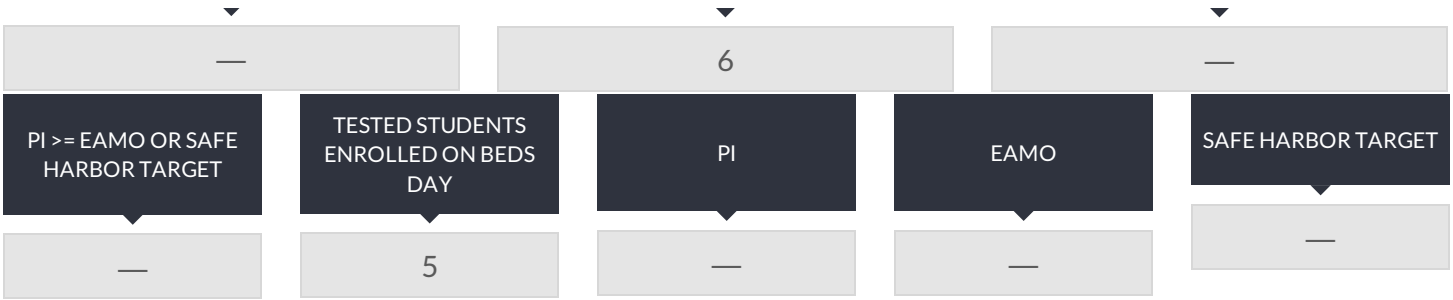 — 6 —
PI >= EAMO OR SAFE
HARBOR TARGET
TESTED STUDENTS
ENROLLED ON BEDS
DAY
PI
EAMO
SAFE HARBOR TARGET
— 5 — — —